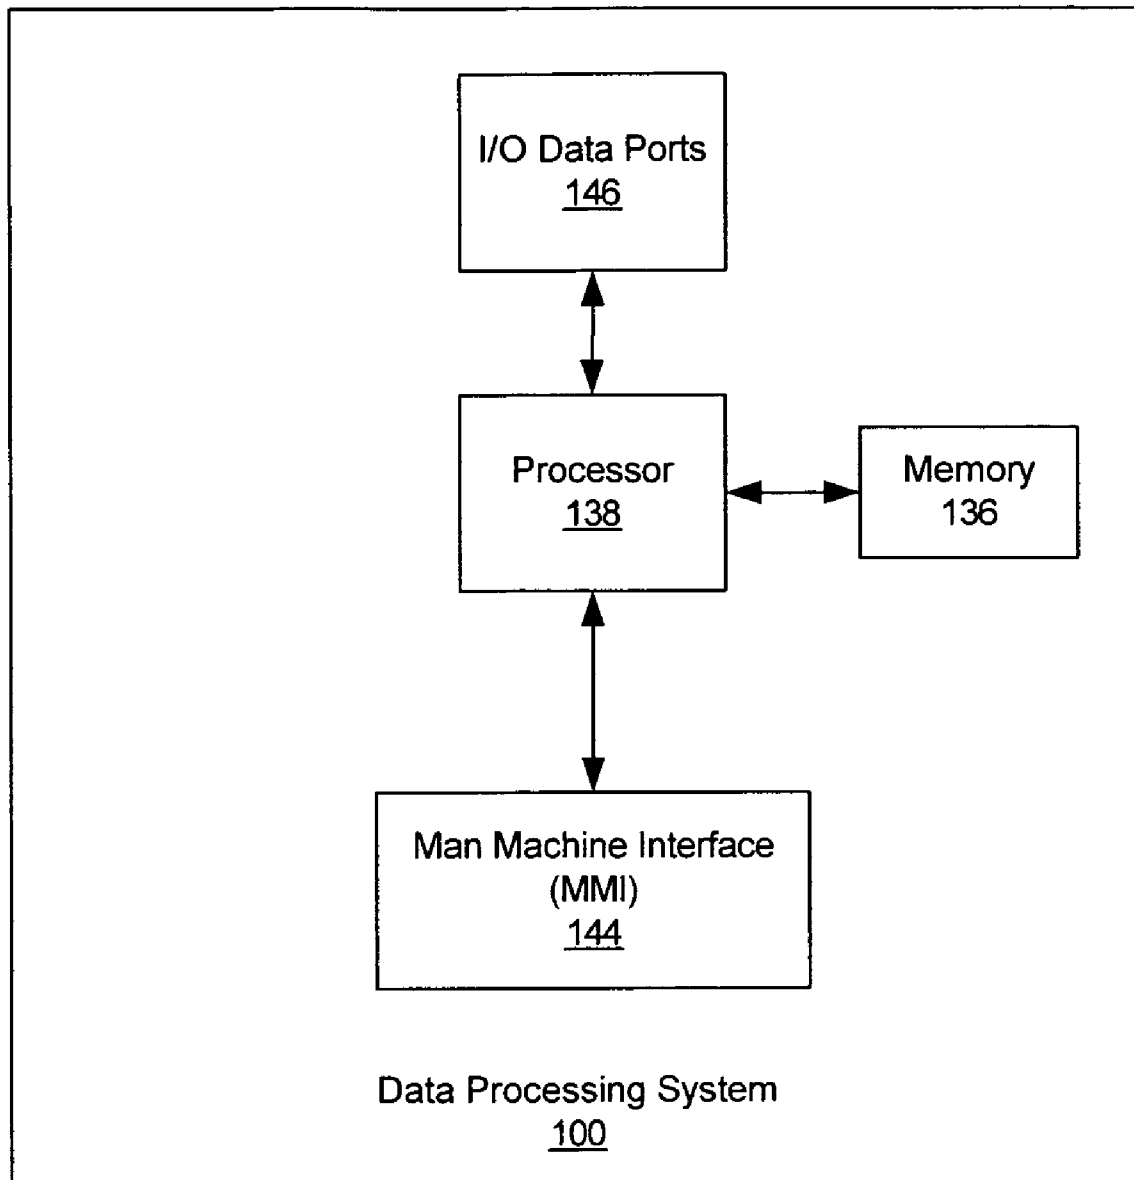 I/O Data Ports
146
Processor
138
Memory
136
Man Machine Interface
(MMI)
144
Data Processing System
100